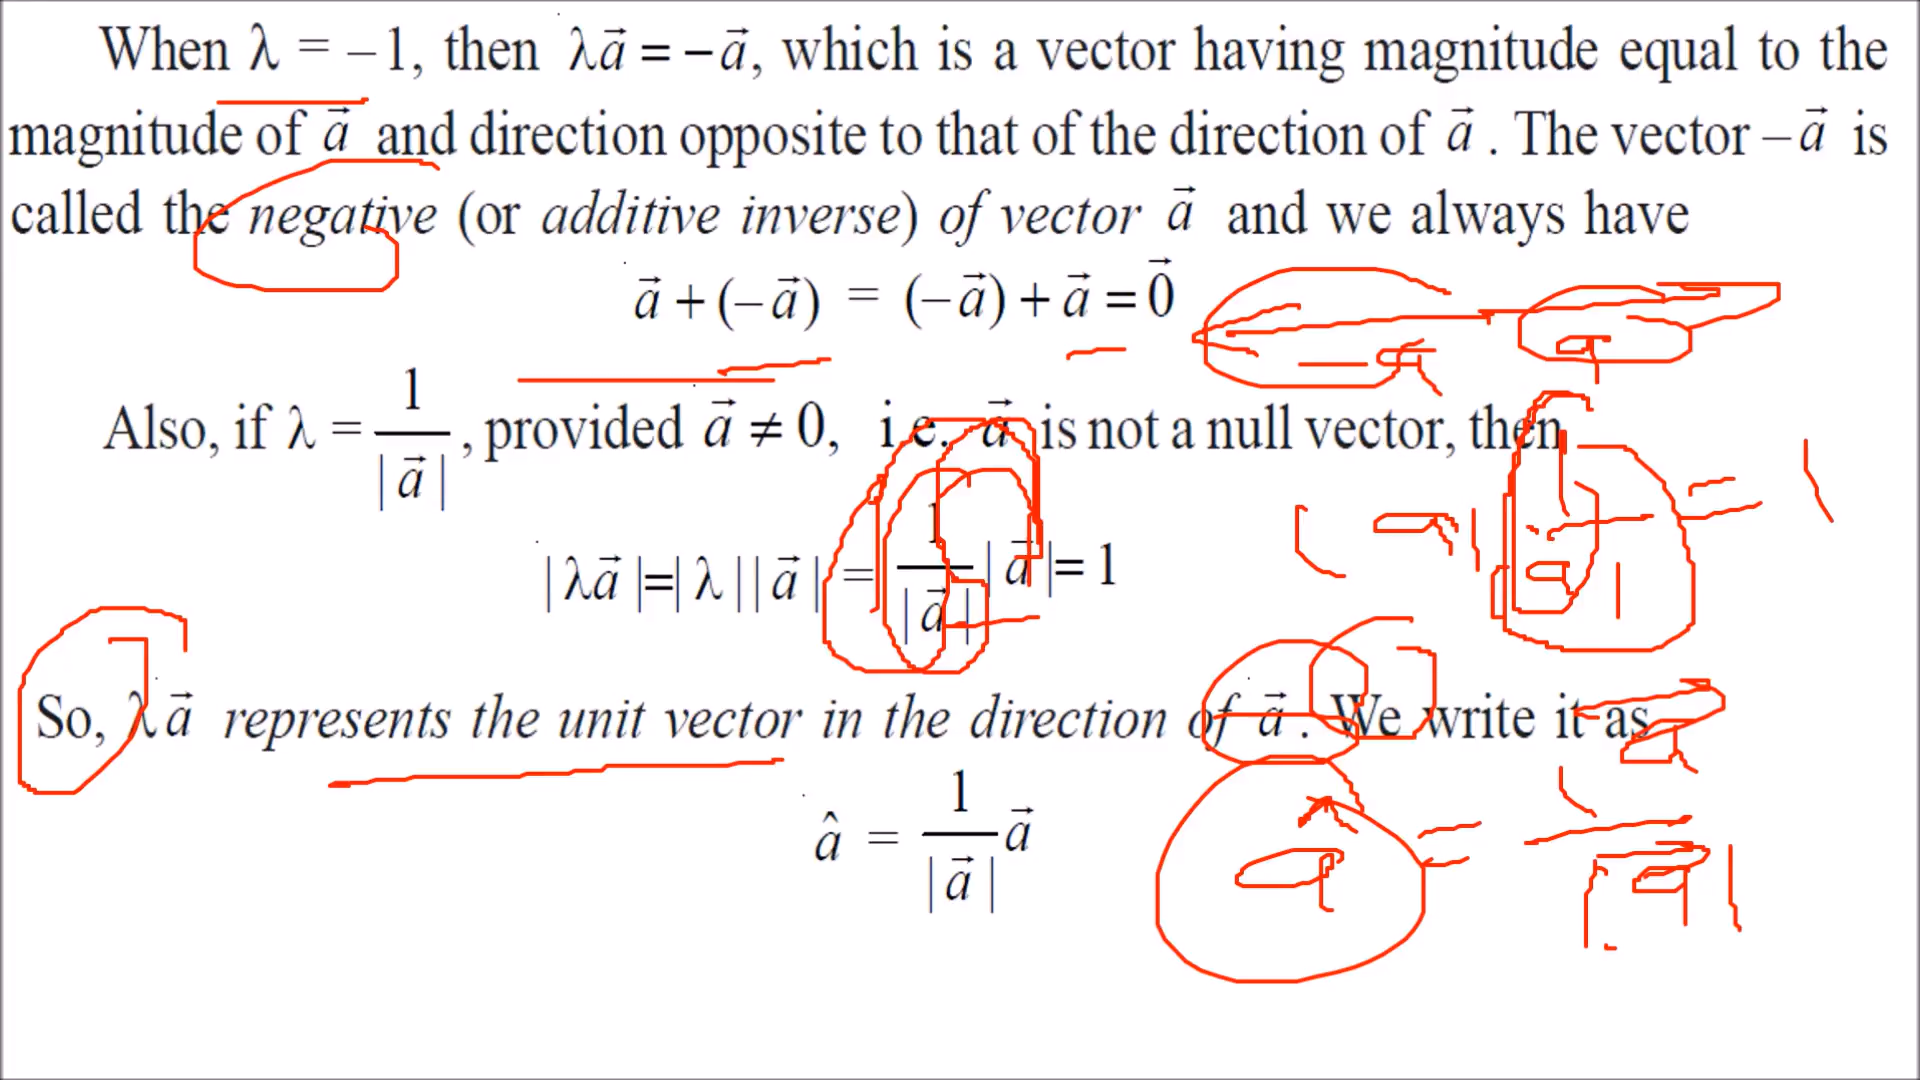 When λ = –1, then λa⃗ = –a⃗, which is a vector having magnitude equal to the
magnitude of a⃗ and direction opposite to that of the direction of a⃗. The vector –a⃗ is
called the negative (or additive inverse) of vector a⃗ and we always have
a⃗ + (–a⃗) = (–a⃗) + a⃗ = 0⃗
Also, if λ = 1/|a⃗|, provided a⃗ ≠ 0, i.e. a⃗ is not a null vector, then
|λa⃗| = |λ||a⃗| = 1/|a⃗| |a⃗| = 1
So, λa⃗ represents the unit vector in the direction of a⃗. We write it as
â = 1/|a⃗| a⃗